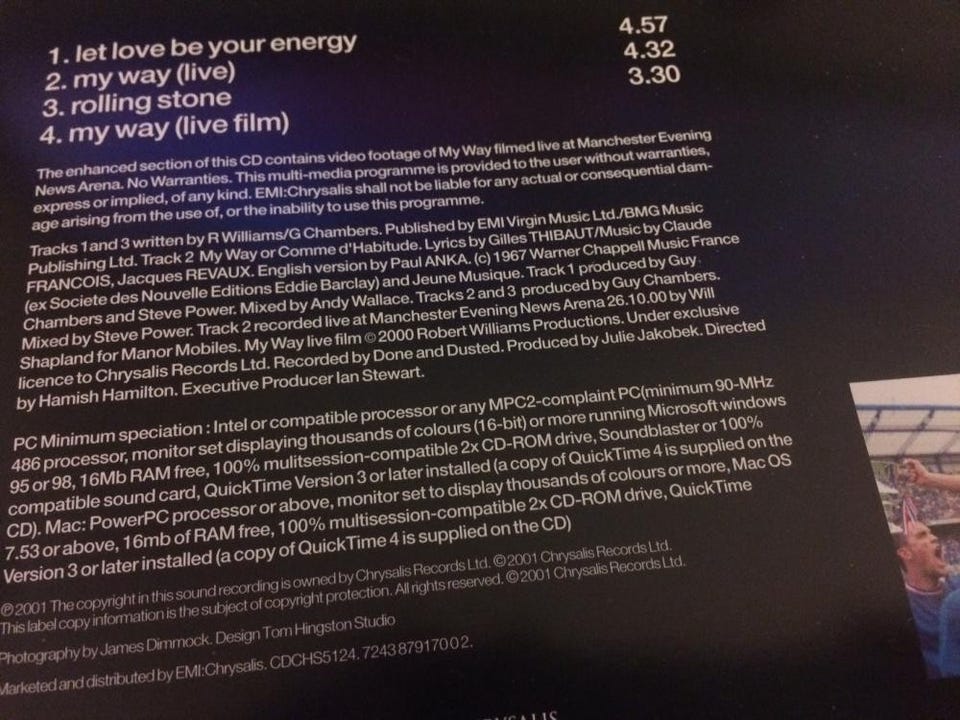 1. let love be your energy 4.57
2. my way (live) 4.32
3. rolling stone 3.30
4. my way (live film)
The enhanced section of this CD contains video footage of My Way filmed live at Manchester Evening
News Arena. No Warranties. This multi-media programme is provided to the user without warranties,
express or implied, of any kind. EMI:Chrysalis shall not be liable for any actual or consequential dam-
age arising from the use of, or the inability to use this programme.
Tracks 1 and 3 written by R Williams/G Chambers. Published by EMI Virgin Music Ltd./BMG Music
Publishing Ltd. Track 2 My Way or Comme d'Habitude. Lyrics by Gilles THIBAUT/Music by Claude
FRANCOIS, Jacques REVAUX. English version by Paul ANKA. (c) 1967 Warner Chappell Music France
(ex Societe des Nouvelle Editions Eddie Barclay) and Jeune Musique. Track 1 produced by Guy
Chambers and Steve Power. Mixed by Andy Wallace. Tracks 2 and 3 produced by Guy Chambers.
Mixed by Steve Power. Track 2 recorded live at Manchester Evening News Arena 26.10.00 by Will
Shapland for Manor Mobiles. My Way live film © 2000 Robert Williams Productions. Under exclusive
licence to Chrysalis Records Ltd. Recorded by Done and Dusted. Produced by Julie Jakobek. Directed
by Hamish Hamilton. Executive Producer Ian Stewart.
PC Minimum speciation : Intel or compatible processor or any MPC2-complaint PC(minimum 90-MHz
486 processor, monitor set displaying thousands of colours (16-bit) or more running Microsoft windows
95 or 98, 16Mb RAM free, 100% mulitsession-compatible 2x CD-ROM drive, Soundblaster or 100%
compatible sound card, QuickTime Version 3 or later installed (a copy of QuickTime 4 is supplied on the
CD). Mac: PowerPC processor or above, monitor set to display thousands of colours or more, Mac OS
7.53 or above, 16mb of RAM free, 100% multisession-compatible 2x CD-ROM drive, QuickTime
Version 3 or later installed (a copy of QuickTime 4 is supplied on the CD)
℗2001 The copyright in this sound recording is owned by Chrysalis Records Ltd. ©2001 Chrysalis Records Ltd.
This label copy information is the subject of copyright protection. All rights reserved. ©2001 Chrysalis Records Ltd.
Photography by James Dimmock. Design Tom Hingston Studio
Marketed and distributed by EMI:Chrysalis. CDCHS5124. 724387917002.